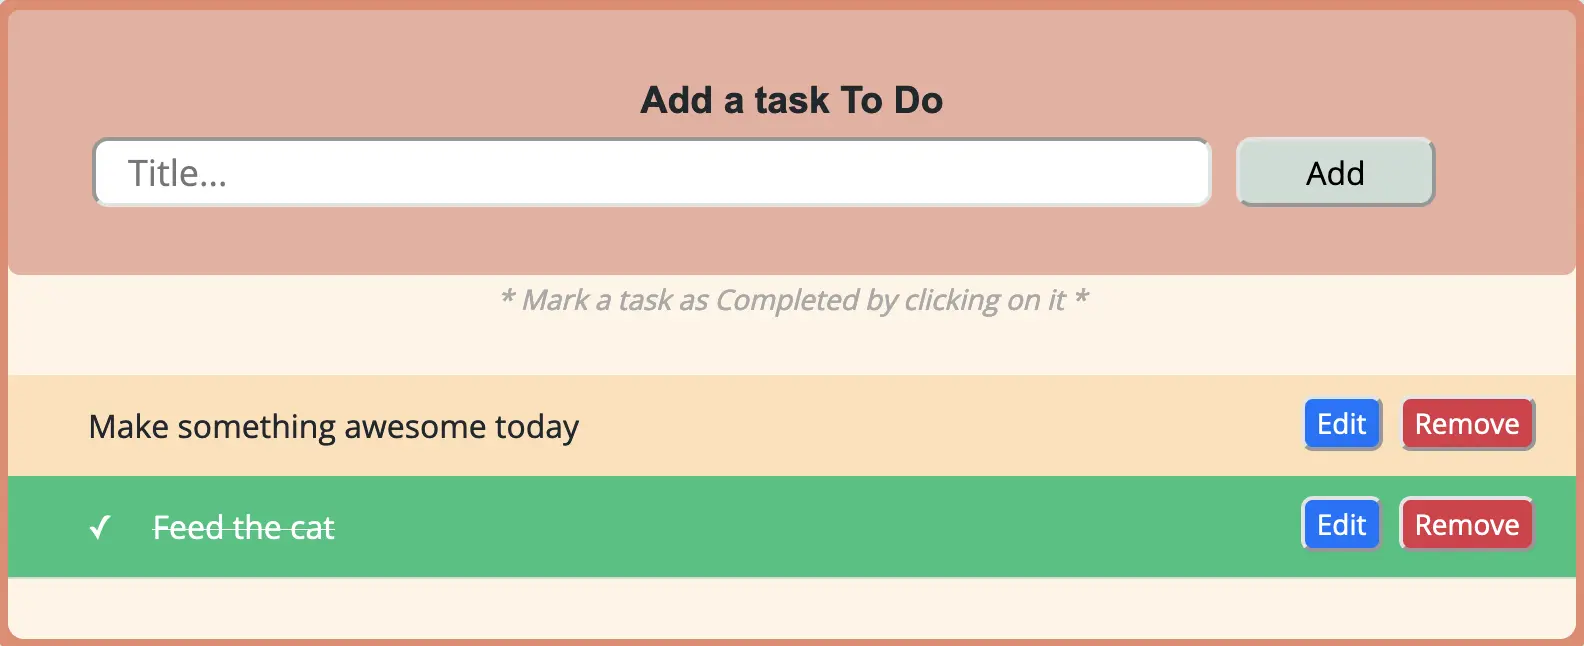 Add a task To Do
Title...
Add
* Mark a task as Completed by clicking on it *
Make something awesome today
Edit
Remove
✓ Feed the cat
Edit
Remove